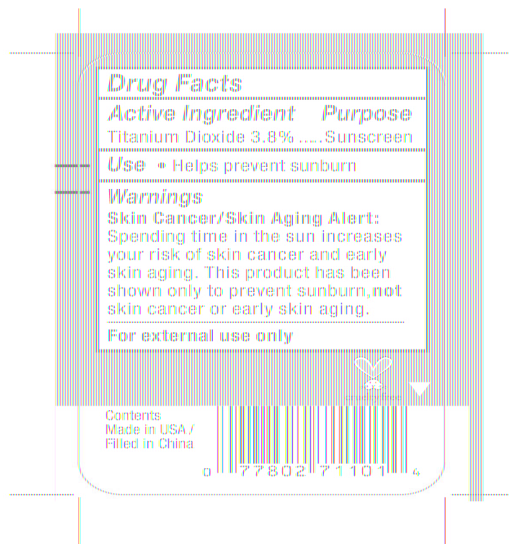 Drug Facts
Active Ingredient Purpose
Titanium Dioxide 3.8% .....Sunscreen
Use • Helps prevent sunburn
Warnings
Skin Cancer/Skin Aging Alert:
Spending time in the sun increases
your risk of skin cancer and early
skin aging. This product has been
shown only to prevent sunburn,not
skin cancer or early skin aging.
For external use only
cruelty free
Contents
Made in USA/
Filled in China
0 77802 71101 4